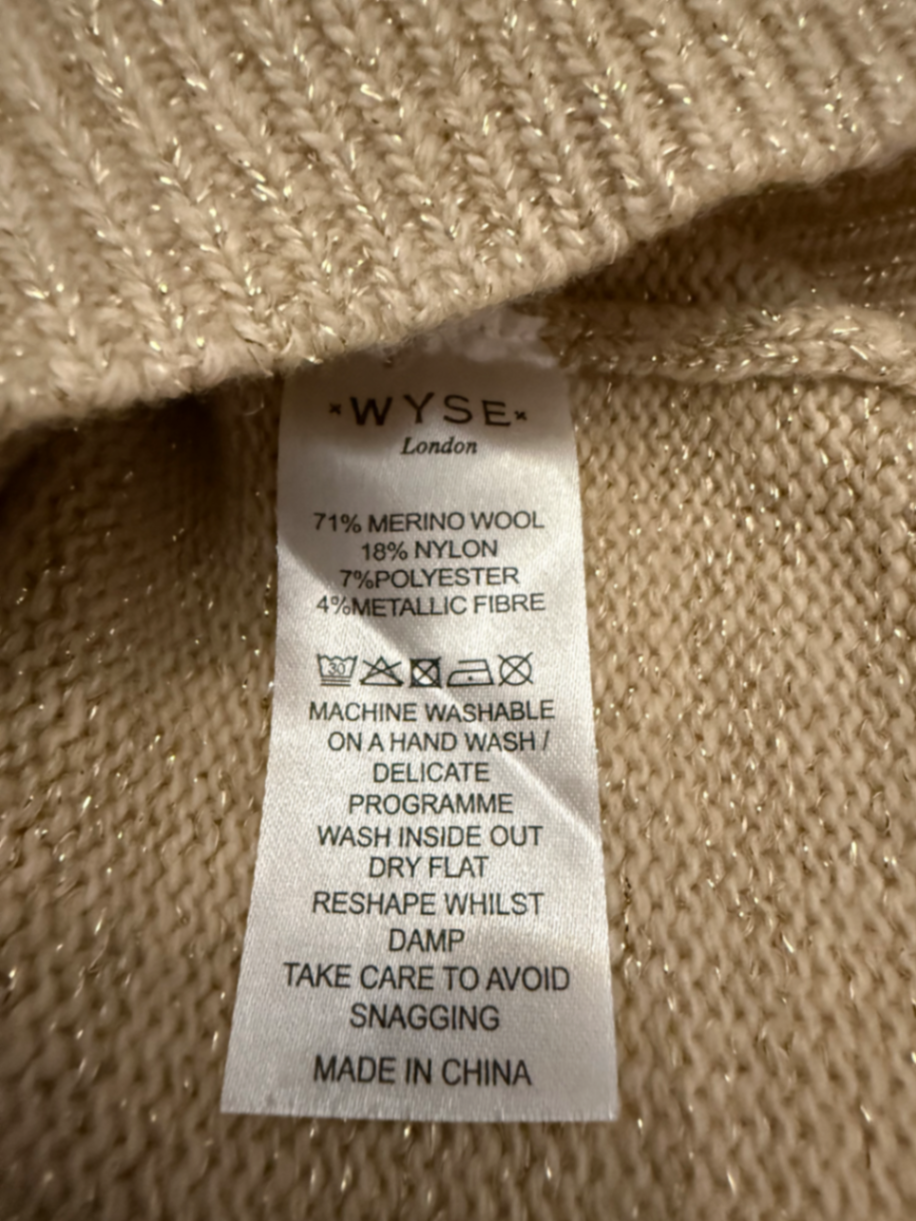 WYSE
London
71% MERINO WOOL
18% NYLON
7%POLYESTER
4%METALLIC FIBRE
30
MACHINE WASHABLE
ON A HAND WASH /
DELICATE
PROGRAMME
WASH INSIDE OUT
DRY FLAT
RESHAPE WHILST
DAMP
TAKE CARE TO AVOID
SNAGGING
MADE IN CHINA